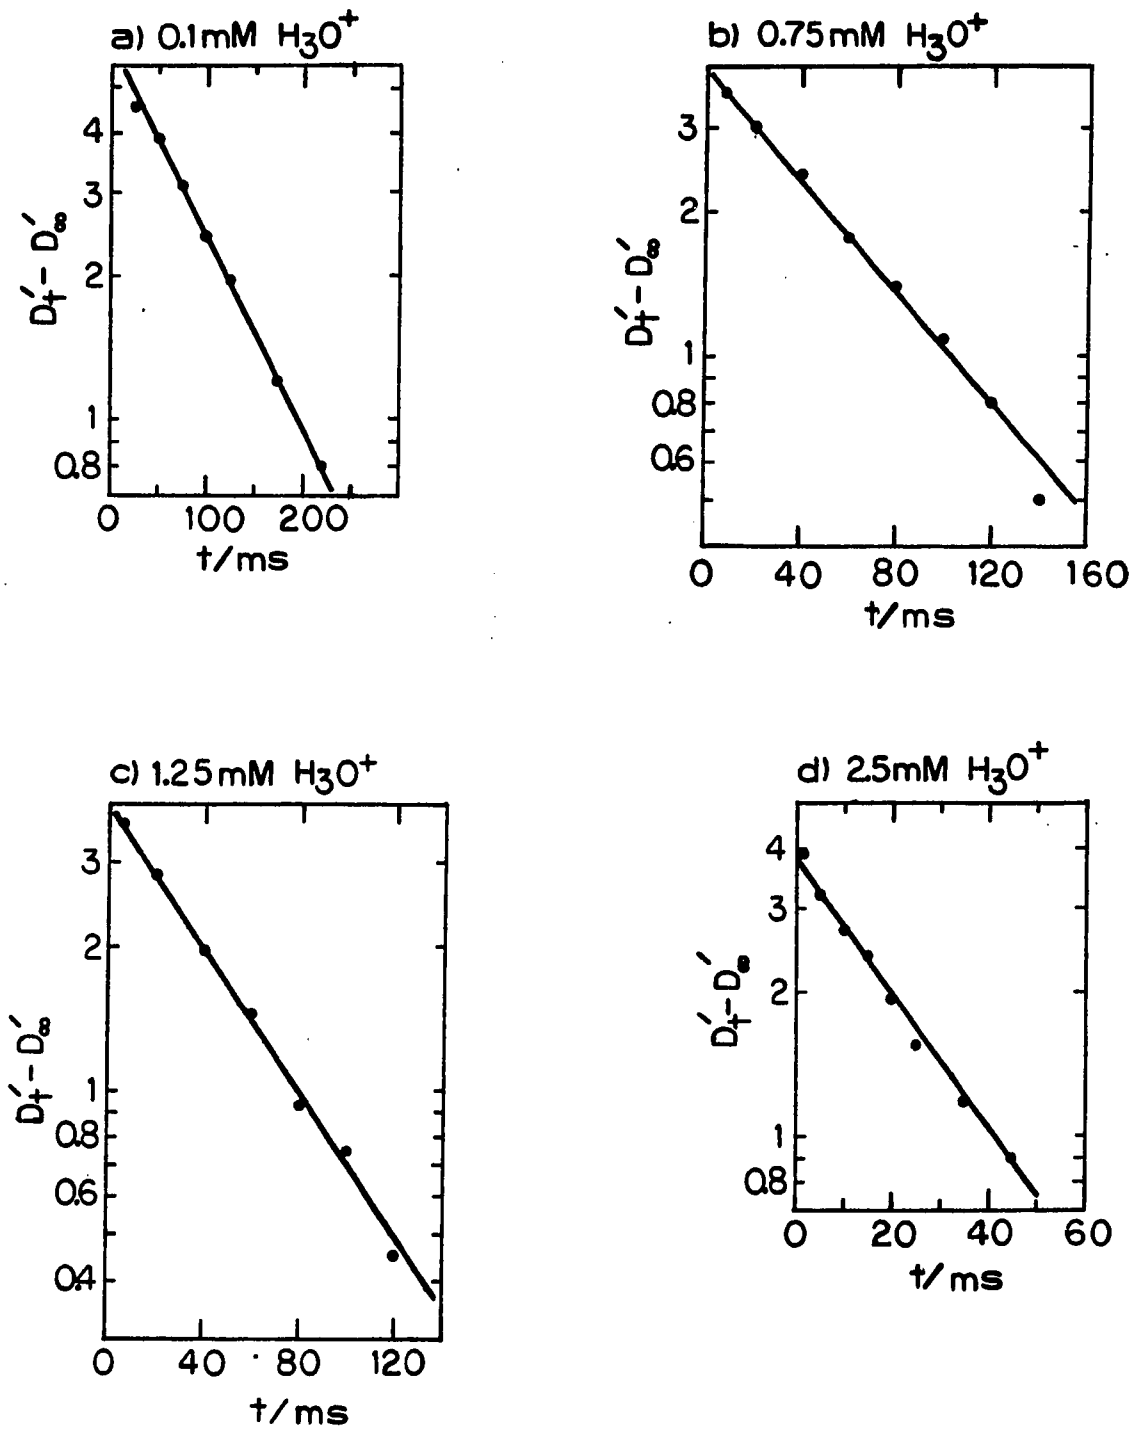 a) 0.1mM H₃O⁺
4
3
2
1
0.8
D′t − D′∞
0 100 200
t/ms
b) 0.75mM H₃O⁺
3
2
1
0.8
0.6
D′t − D′∞
0 40 80 120 160
t/ms
c) 1.25mM H₃O⁺
3
2
1
0.8
0.6
0.4
D′t − D′∞
0 40 80 120
t/ms
d) 2.5mM H₃O⁺
4
3
2
1
0.8
D′t − D′∞
0 20 40 60
t/ms